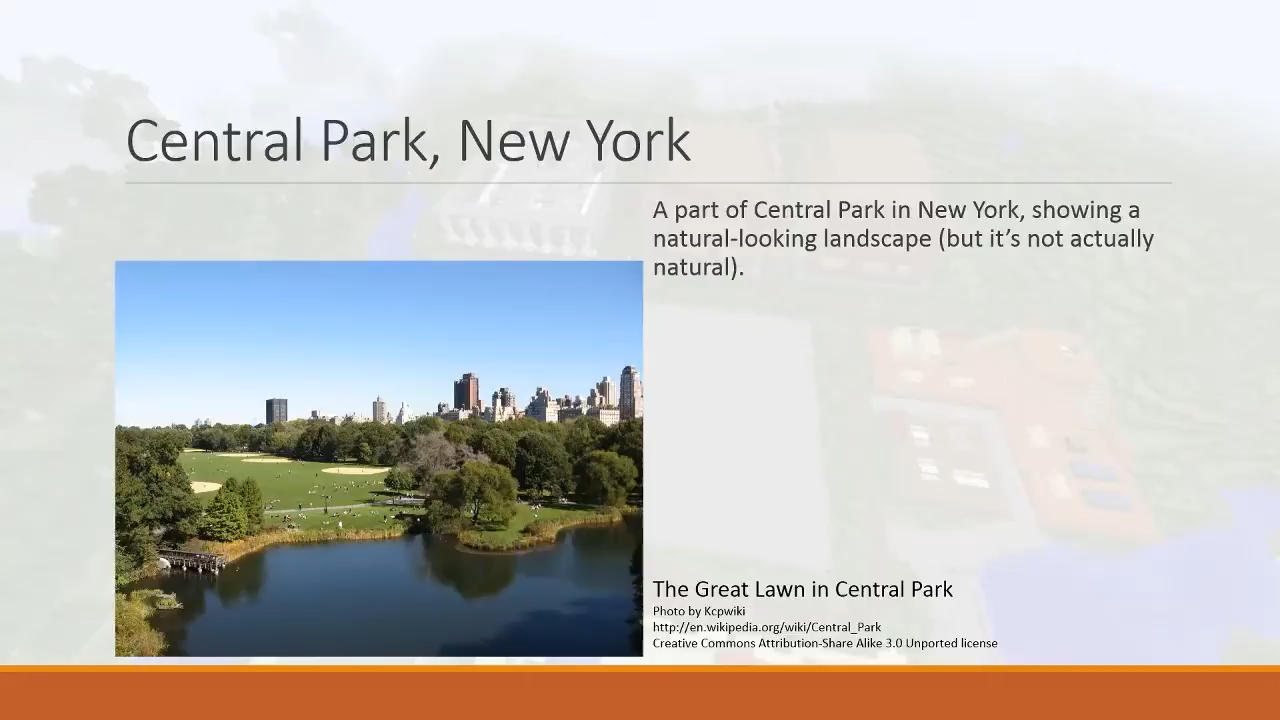 Central Park, New York
A part of Central Park in New York, showing a
natural-looking landscape (but it’s not actually
natural).
The Great Lawn in Central Park
Photo by Kcpwiki
http://en.wikipedia.org/wiki/Central_Park
Creative Commons Attribution-Share Alike 3.0 Unported license